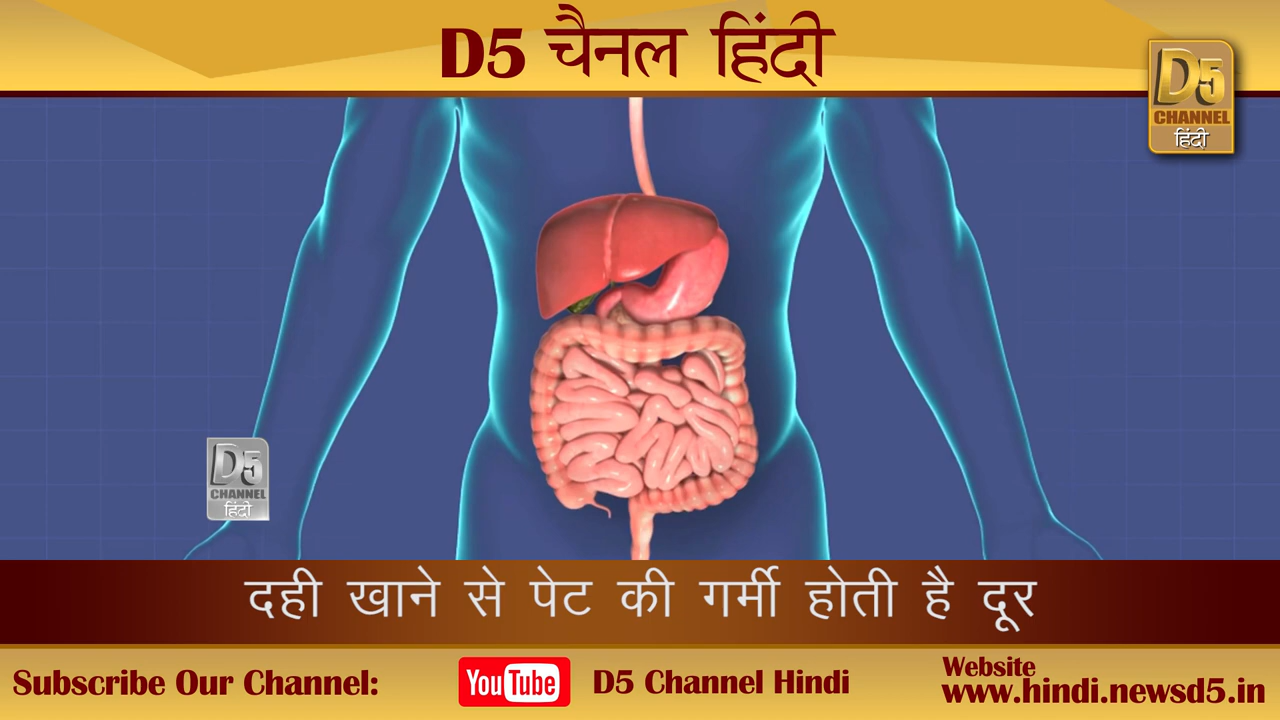 D5 चैनल हिंदी
D5
CHANNEL
हिंदी
D5
CHANNEL
हिंदी
दही खाने से पेट की गर्मी होती है दूर
Subscribe Our Channel:
YouTube
D5 Channel Hindi
Website
www.hindi.newsd5.in